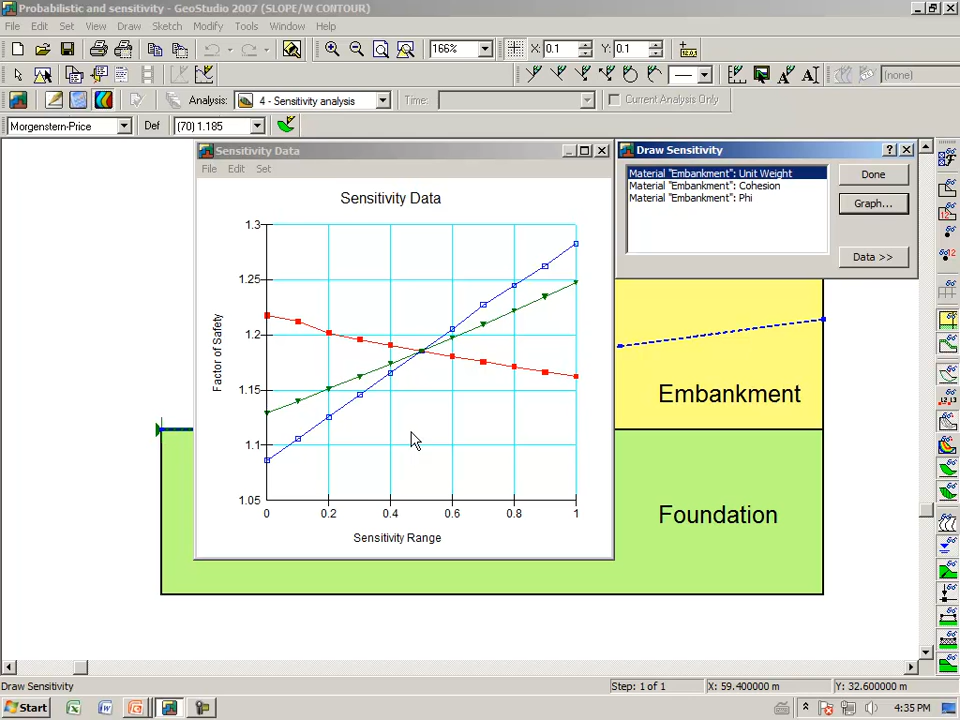 Probabilistic and sensitivity - GeoStudio 2007 (SLOPE/W CONTOUR)
File Edit Set View Draw Sketch Modify Tools Window Help
166% X: 0.1 Y: 0.1
(none)
Analysis: 4 - Sensitivity analysis Time: Current Analysis Only
Morgenstern-Price Def (70) 1.185
Sensitivity Data
File Edit Set
Sensitivity Data
1.3
1.25
1.2
1.15
1.1
1.05
Factor of Safety
0 0.2 0.4 0.6 0.8 1
Sensitivity Range
Draw Sensitivity
Material "Embankment": Unit Weight
Material "Embankment": Cohesion
Material "Embankment": Phi
Done
Graph...
Data >>
Embankment
Foundation
Draw Sensitivity
Step: 1 of 1 X: 59.400000 m Y: 32.600000 m
Start
4:35 PM